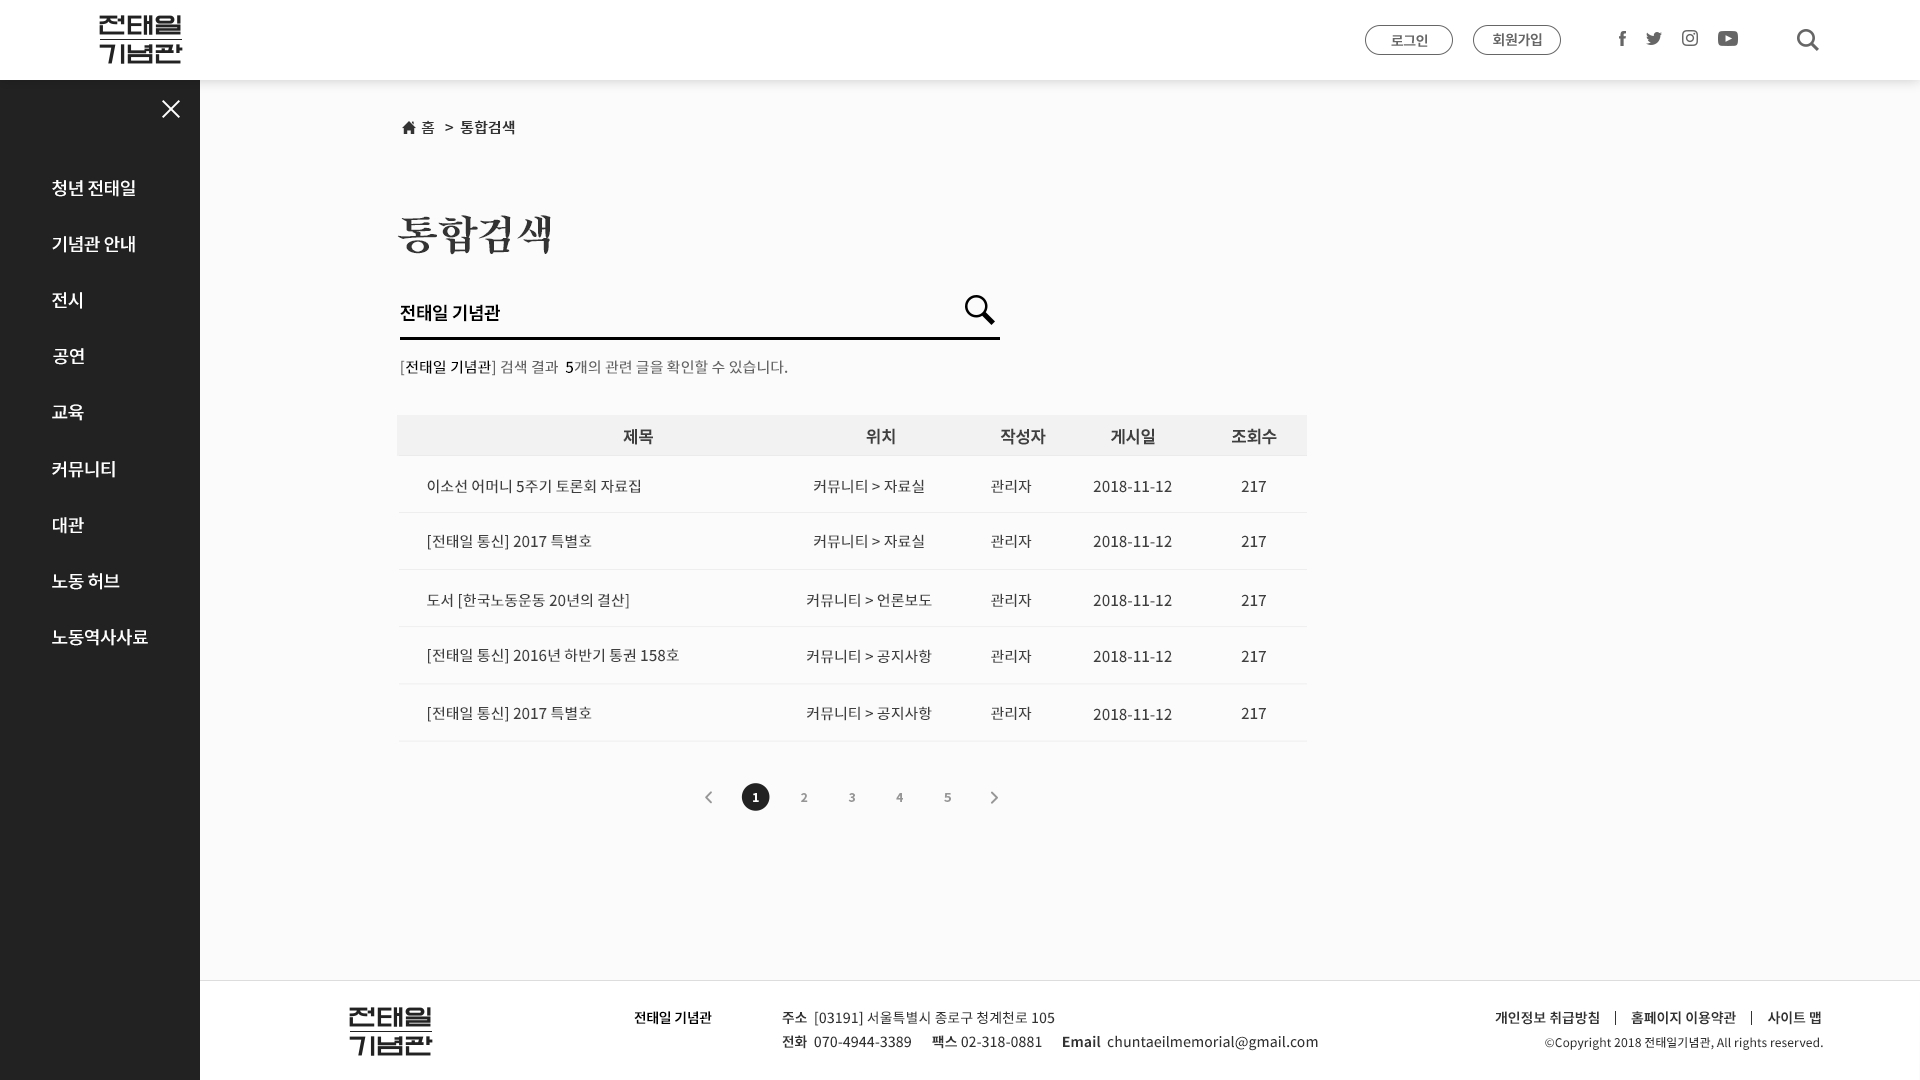 전태일
기념관
로그인
회원가입
홈 > 통합검색
청년 전태일
기념관 안내
전시
공연
교육
커뮤니티
대관
노동 허브
노동역사사료
통합검색
전태일 기념관
[전태일 기념관] 검색 결과 5개의 관련 글을 확인할 수 있습니다.
제목 위치 작성자 게시일 조회수
이소선 어머니 5주기 토론회 자료집 커뮤니티 > 자료실 관리자 2018-11-12 217
[전태일 통신] 2017 특별호 커뮤니티 > 자료실 관리자 2018-11-12 217
도서 [한국노동운동 20년의 결산] 커뮤니티 > 언론보도 관리자 2018-11-12 217
[전태일 통신] 2016년 하반기 통권 158호 커뮤니티 > 공지사항 관리자 2018-11-12 217
[전태일 통신] 2017 특별호 커뮤니티 > 공지사항 관리자 2018-11-12 217
1 2 3 4 5
전태일
기념관
전태일 기념관
주소 [03191] 서울특별시 종로구 청계천로 105
전화 070-4944-3389 팩스 02-318-0881 Email chuntaeilmemorial@gmail.com
개인정보 취급방침 | 홈페이지 이용약관 | 사이트 맵
©Copyright 2018 전태일기념관, All rights reserved.